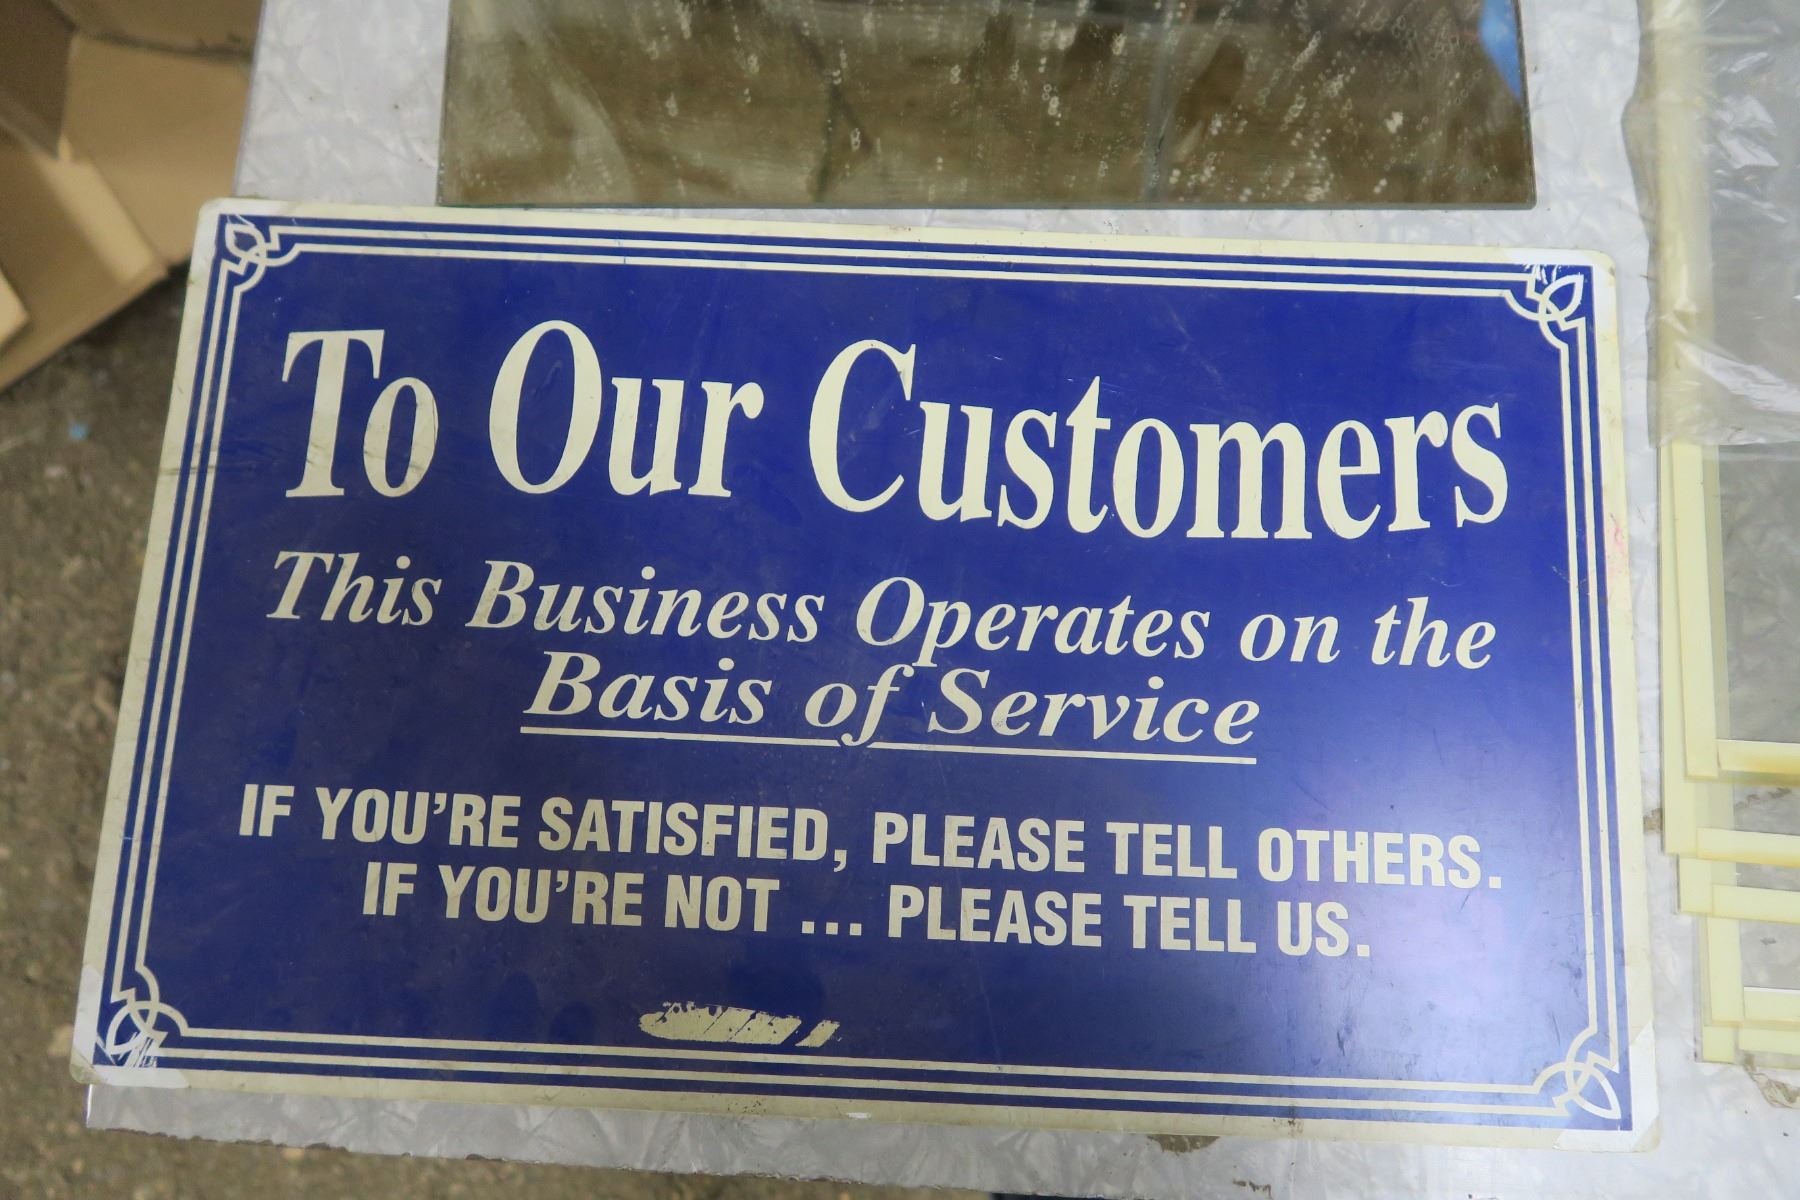 To Our Customers
This Business Operates on the
Basis of Service
IF YOU'RE SATISFIED, PLEASE TELL OTHERS.
IF YOU'RE NOT ... PLEASE TELL US.